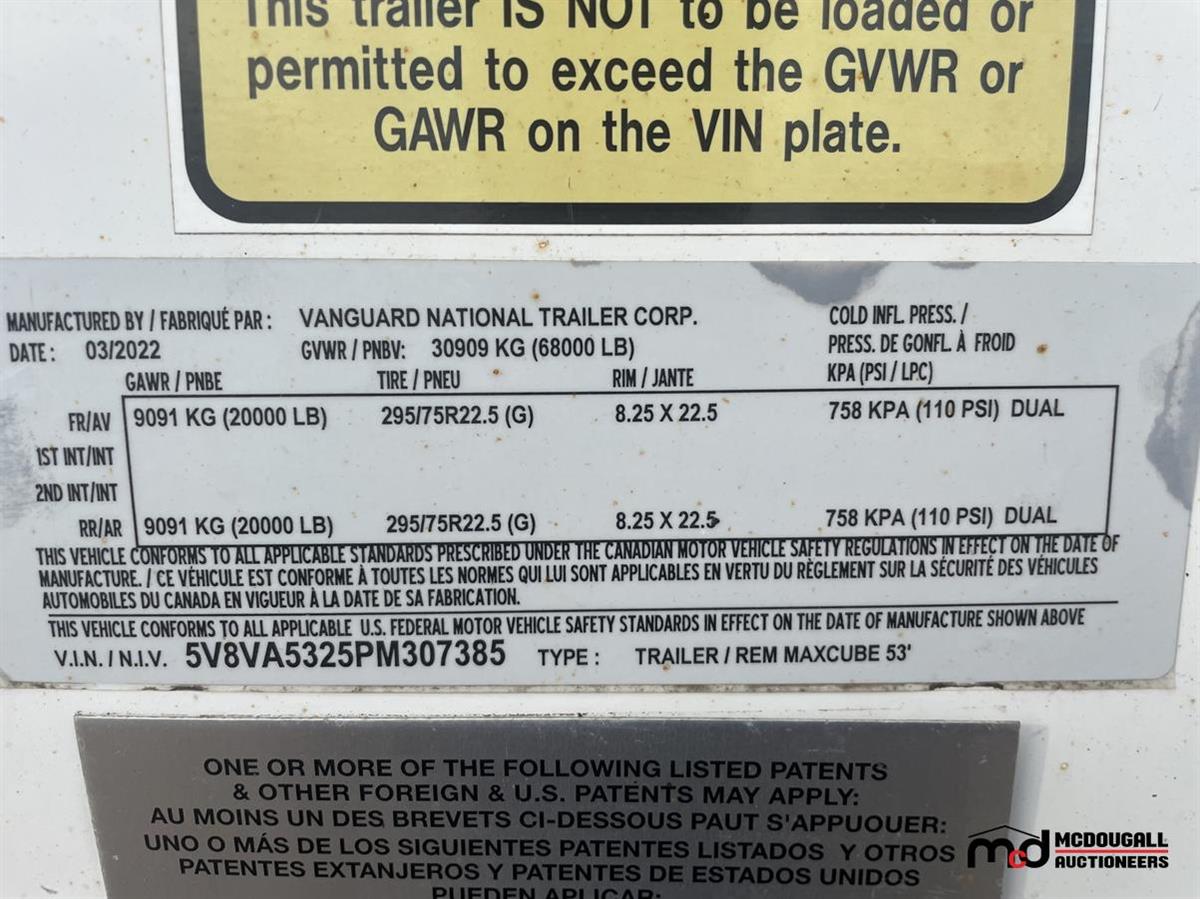 This trailer IS NOT to be loaded or
permitted to exceed the GVWR or
GAWR on the VIN plate.
MANUFACTURED BY / FABRIQUÉ PAR : VANGUARD NATIONAL TRAILER CORP. COLD INFL. PRESS. /
DATE : 03/2022 GVWR / PNBV: 30909 KG (68000 LB) PRESS. DE GONFL. À FROID
GAWR / PNBE TIRE / PNEU RIM / JANTE KPA (PSI / LPC)
FR/AV 9091 KG (20000 LB) 295/75R22.5 (G) 8.25 X 22.5 758 KPA (110 PSI) DUAL
1ST INT/INT
2ND INT/INT
RR/AR 9091 KG (20000 LB) 295/75R22.5 (G) 8.25 X 22.5 758 KPA (110 PSI) DUAL
THIS VEHICLE CONFORMS TO ALL APPLICABLE STANDARDS PRESCRIBED UNDER THE CANADIAN MOTOR VEHICLE SAFETY REGULATIONS IN EFFECT ON THE DATE OF
MANUFACTURE. / CE VÉHICULE EST CONFORME À TOUTES LES NORMES QUI LUI SONT APPLICABLES EN VERTU DU RÈGLEMENT SUR LA SÉCURITÉ DES VÉHICULES
AUTOMOBILES DU CANADA EN VIGUEUR À LA DATE DE SA FABRICATION.
THIS VEHICLE CONFORMS TO ALL APPLICABLE U.S. FEDERAL MOTOR VEHICLE SAFETY STANDARDS IN EFFECT ON THE DATE OF MANUFACTURE SHOWN ABOVE
V.I.N. / N.I.V. 5V8VA5325PM307385 TYPE : TRAILER / REM MAXCUBE 53'
ONE OR MORE OF THE FOLLOWING LISTED PATENTS
& OTHER FOREIGN & U.S. PATENTS MAY APPLY:
AU MOINS UN DES BREVETS CI-DESSOUS PAUT S'APPUOUER:
UNO O MÁS DE LOS SIGUIENTES PATENTES LISTADOS Y OTROS
PATENTES EXTANJEROS Y PATENTES DE ESTADOS UNIDOS
PUEDEN APLICAR:
mcd MCDOUGALL
AUCTIONEERS